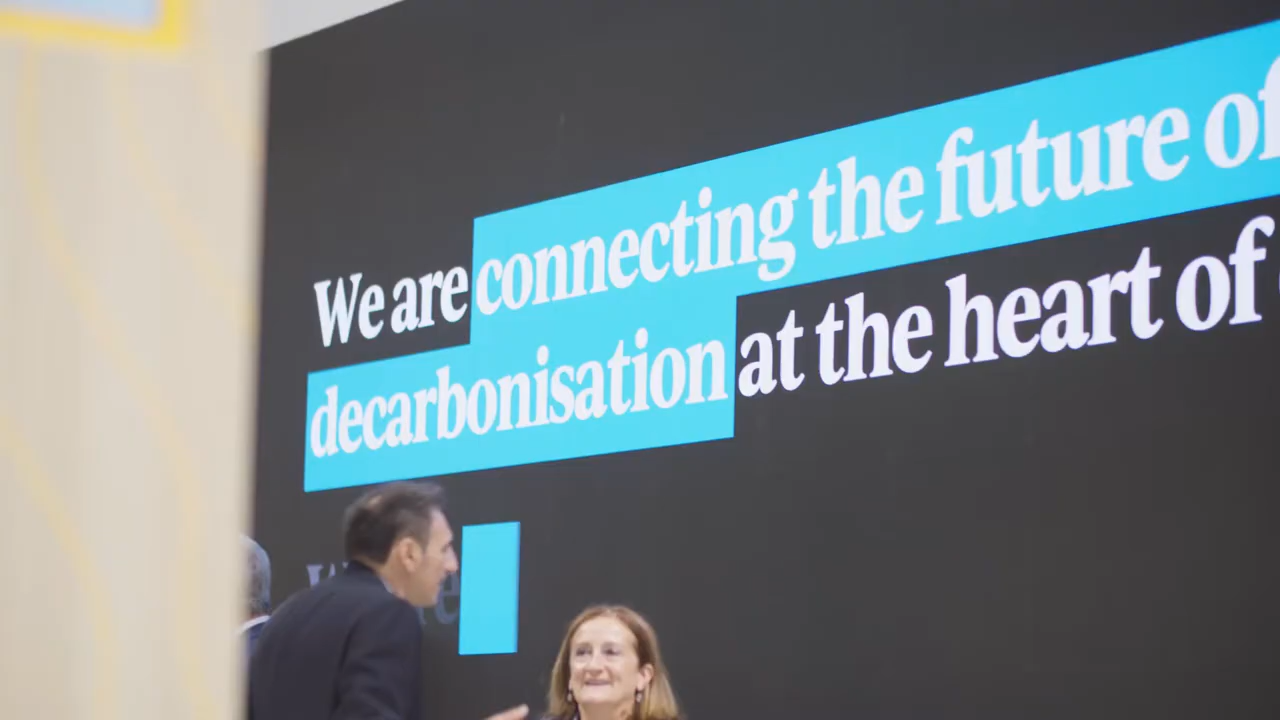 We are connecting the future of
decarbonisation at the heart of